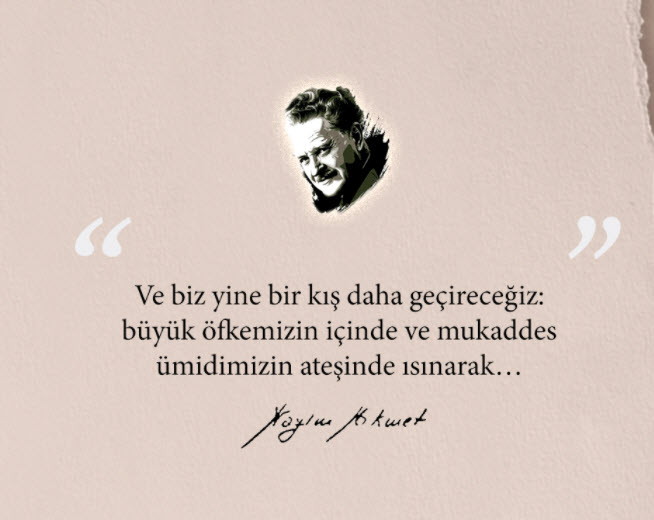 “ ”
Ve biz yine bir kış daha geçireceğiz:
büyük öfkemizin içinde ve mukaddes
ümidimizin ateşinde ısınarak…
Nazım Hikmet